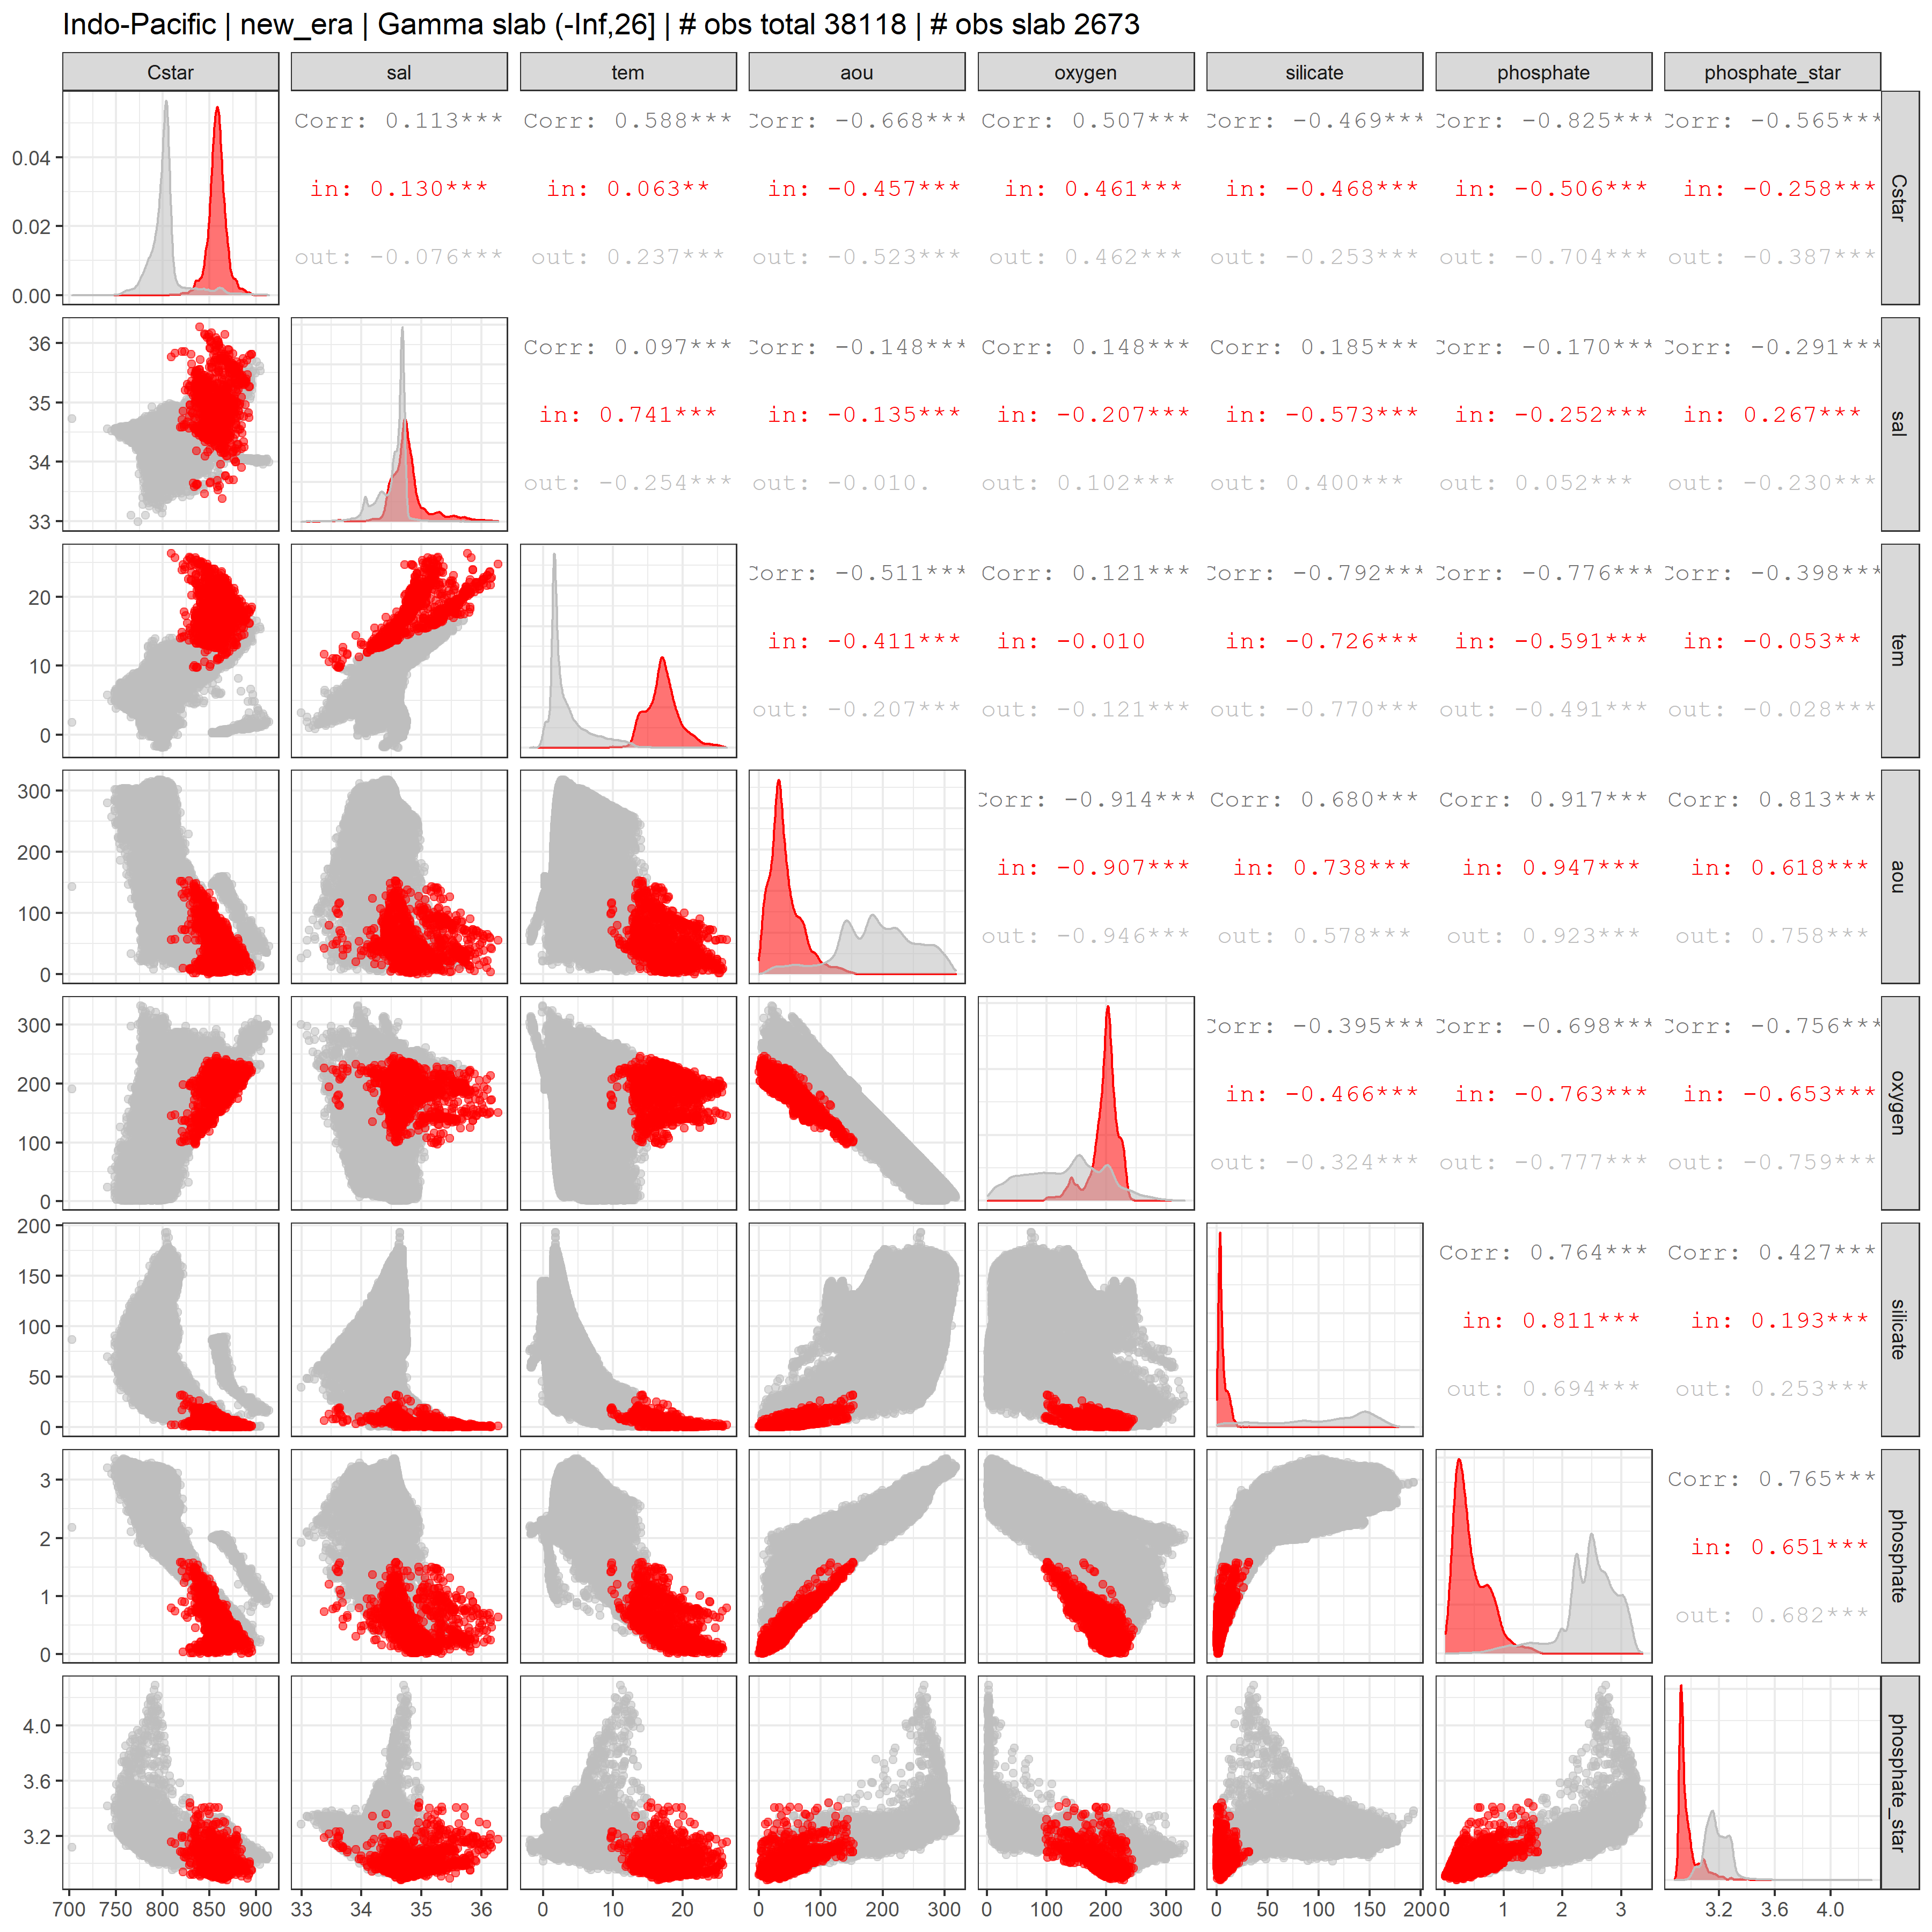 Indo-Pacific | new_era | Gamma slab (-Inf,26] | # obs total 38118 | # obs slab 2673
Cstar sal tem aou oxygen silicate phosphate phosphate_star
Corr: 0.113*** Corr: 0.588*** Corr: -0.668*** Corr: 0.507*** Corr: -0.469*** Corr: -0.825*** Corr: -0.565***
in: 0.130*** in: 0.063** in: -0.457*** in: 0.461*** in: -0.468*** in: -0.506*** in: -0.258***
out: -0.076*** out: 0.237*** out: -0.523*** out: 0.462*** out: -0.253*** out: -0.704*** out: -0.387***
0.04
0.02
0.00
Cstar
Corr: 0.097*** Corr: -0.148*** Corr: 0.148*** Corr: 0.185*** Corr: -0.170*** Corr: -0.291***
in: 0.741*** in: -0.135*** in: -0.207*** in: -0.573*** in: -0.252*** in: 0.267***
out: -0.254*** out: -0.010. out: 0.102*** out: 0.400*** out: 0.052*** out: -0.230***
36
35
34
33
sal
Corr: -0.511*** Corr: 0.121*** Corr: -0.792*** Corr: -0.776*** Corr: -0.398***
in: -0.411*** in: -0.010 in: -0.726*** in: -0.591*** in: -0.053**
out: -0.207*** out: -0.121*** out: -0.770*** out: -0.491*** out: -0.028***
20
10
0
tem
Corr: -0.914*** Corr: 0.680*** Corr: 0.917*** Corr: 0.813***
in: -0.907*** in: 0.738*** in: 0.947*** in: 0.618***
out: -0.946*** out: 0.578*** out: 0.923*** out: 0.758***
300
200
100
0
aou
Corr: -0.395*** Corr: -0.698*** Corr: -0.756***
in: -0.466*** in: -0.763*** in: -0.653***
out: -0.324*** out: -0.777*** out: -0.759***
300
200
100
0
oxygen
Corr: 0.764*** Corr: 0.427***
in: 0.811*** in: 0.193***
out: 0.694*** out: 0.253***
200
150
100
50
0
silicate
Corr: 0.765***
in: 0.651***
out: 0.682***
3
2
1
0
phosphate
4.0
3.6
3.2
phosphate_star
700 750 800 850 900 33 34 35 36 0 10 20 0 100 200 300 0 100 200 300 0 50 100 150 200 0 1 2 3 3.2 3.6 4.0